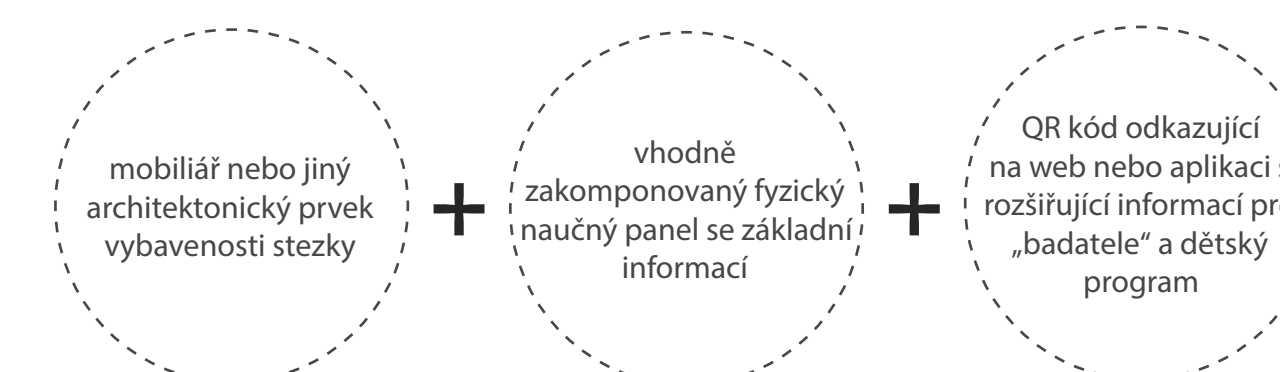 mobiliář nebo jiný
architektonický prvek
vybavenosti stezky
+
vhodně
zakomponovaný fyzický
naučný panel se základní
informací
+
QR kód odkazující
na web nebo aplikaci s
rozšiřující informací pro
„badatele“ a dětský
program